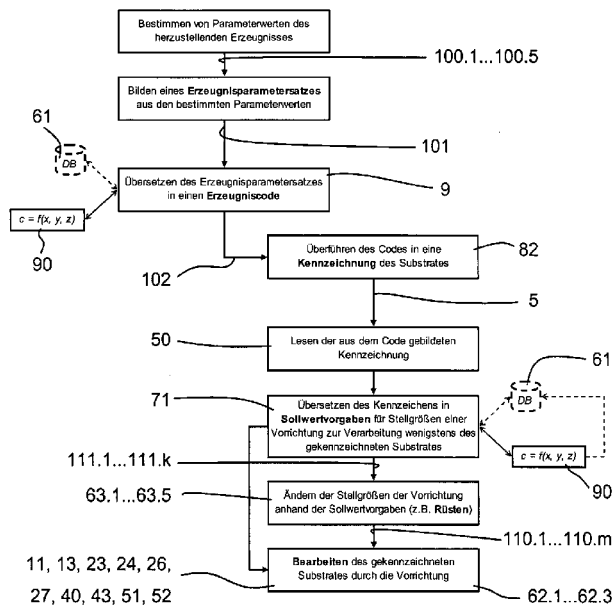 Bestimmen von Parameterwerten des
herzustellenden Erzeugnisses
100.1...100.5
Bilden eines Erzeugnisparametersatzes
aus den bestimmten Parameterwerten
61
DB
101
Übersetzen des Erzeugnisparametersatzes
in einen Erzeugniscode
9
c = f(x, y, z)
90
102
Überführen des Codes in eine
Kennzeichnung des Substrates
82
5
50
Lesen der aus dem Code gebildeten
Kennzeichnung
61
DB
71
Übersetzen des Kennzeichens in
Sollwertvorgaben für Stellgrößen einer
Vorrichtung zur Verarbeitung wenigstens des
gekennzeichneten Substrates
c = f(x, y, z)
90
111.1...111.k
63.1...63.5
Ändern der Stellgrößen der Vorrichtung
anhand der Sollwertvorgaben (z.B. Rüsten)
110.1...110.m
11, 13, 23, 24, 26,
27, 40, 43, 51, 52
Bearbeiten des gekennzeichneten
Substrates durch die Vorrichtung
62.1...62.3